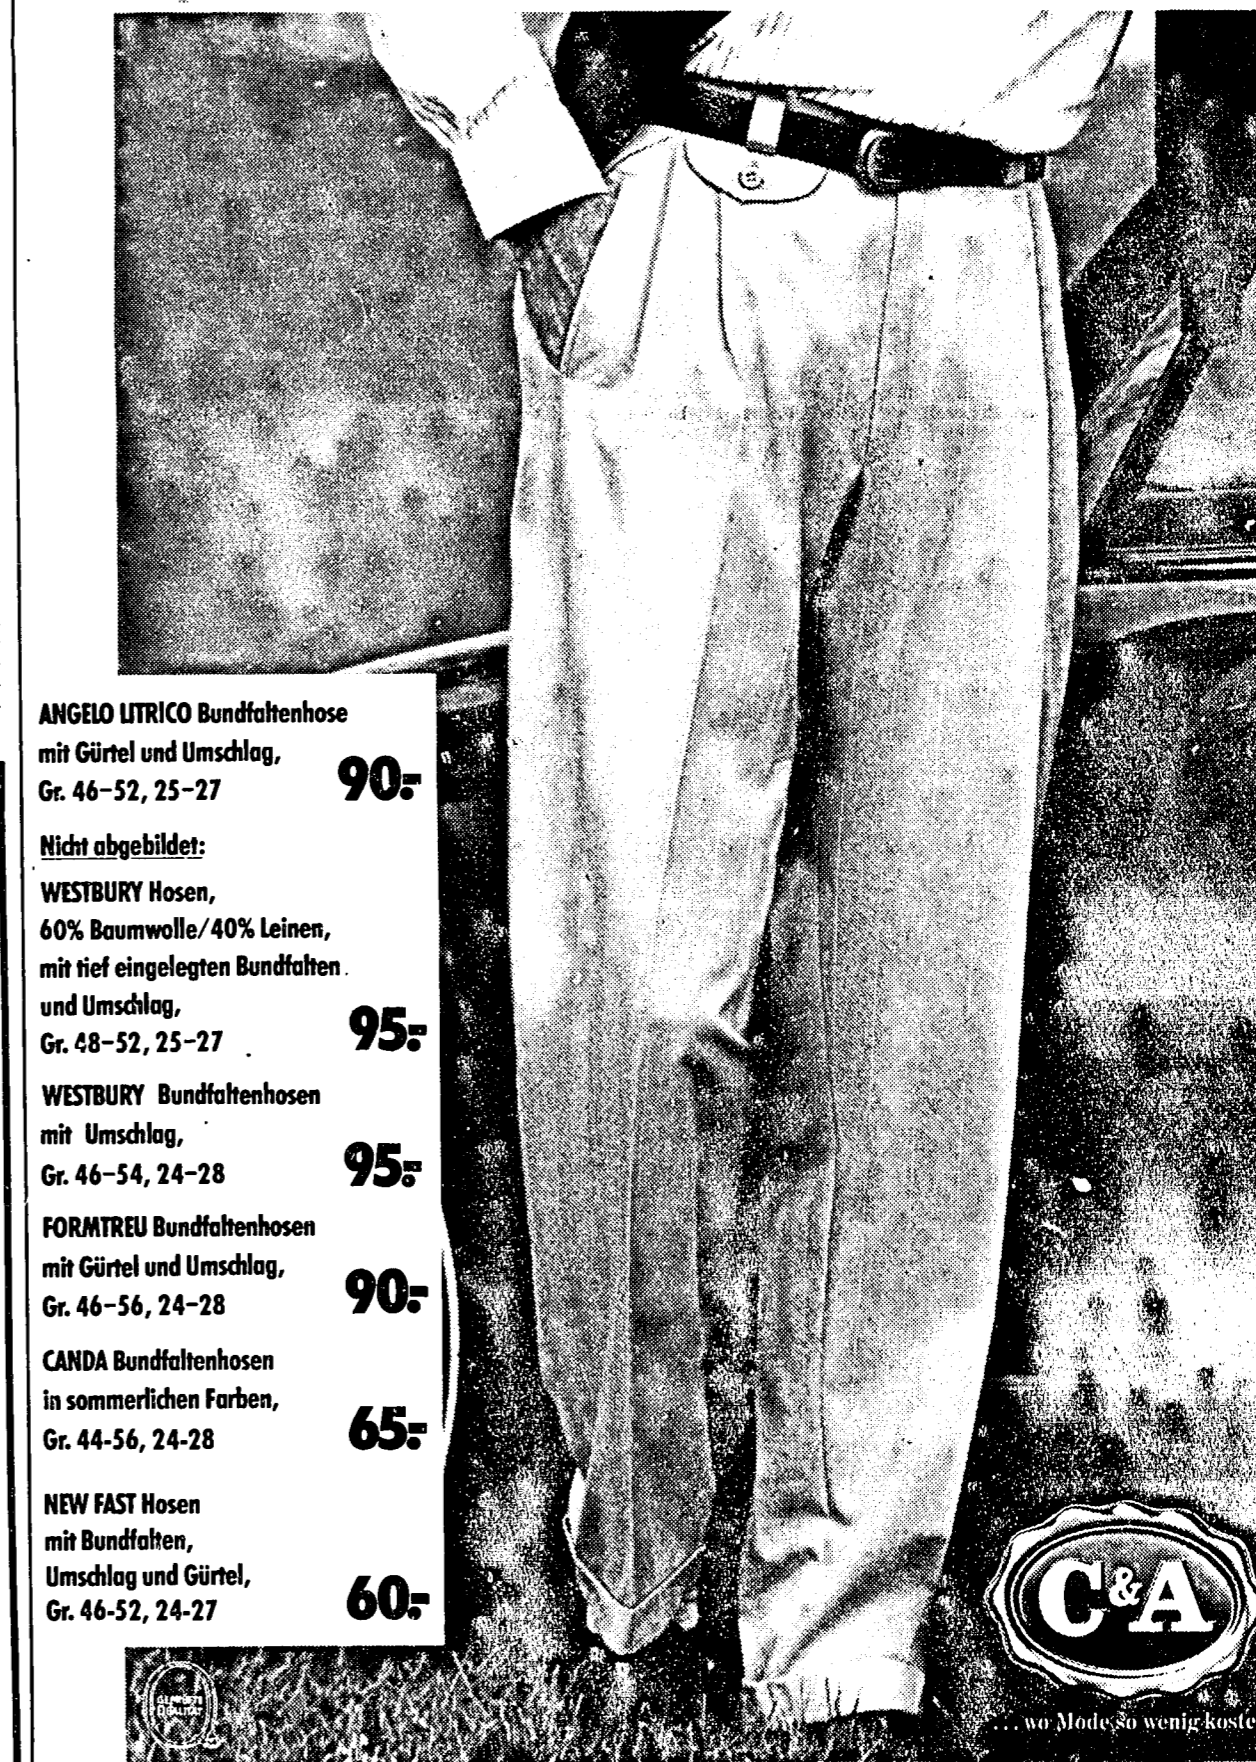 ANGELO LITRICO Bundfaltenhose
mit Gürtel und Umschlag,
Gr. 46–52, 25–27 90.-
Nicht abgebildet:
WESTBURY Hosen,
60% Baumwolle/40% Leinen,
mit tief eingelegten Bundfalten
und Umschlag,
Gr. 48–52, 25–27 95.-
WESTBURY Bundfaltenhosen
mit Umschlag,
Gr. 46–54, 24–28 95.-
FORMTREU Bundfaltenhosen
mit Gürtel und Umschlag,
Gr. 46–56, 24–28 90.-
CANDA Bundfaltenhosen
in sommerlichen Farben,
Gr. 44-56, 24-28 65.-
NEW FAST Hosen
mit Bundfalten,
Umschlag und Gürtel,
Gr. 46-52, 24-27 60.-
GEPRÜFTE
QUALITÄT
C&A
... wo Mode so wenig koste